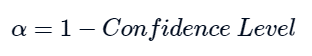 α = 1 − Confidence Level